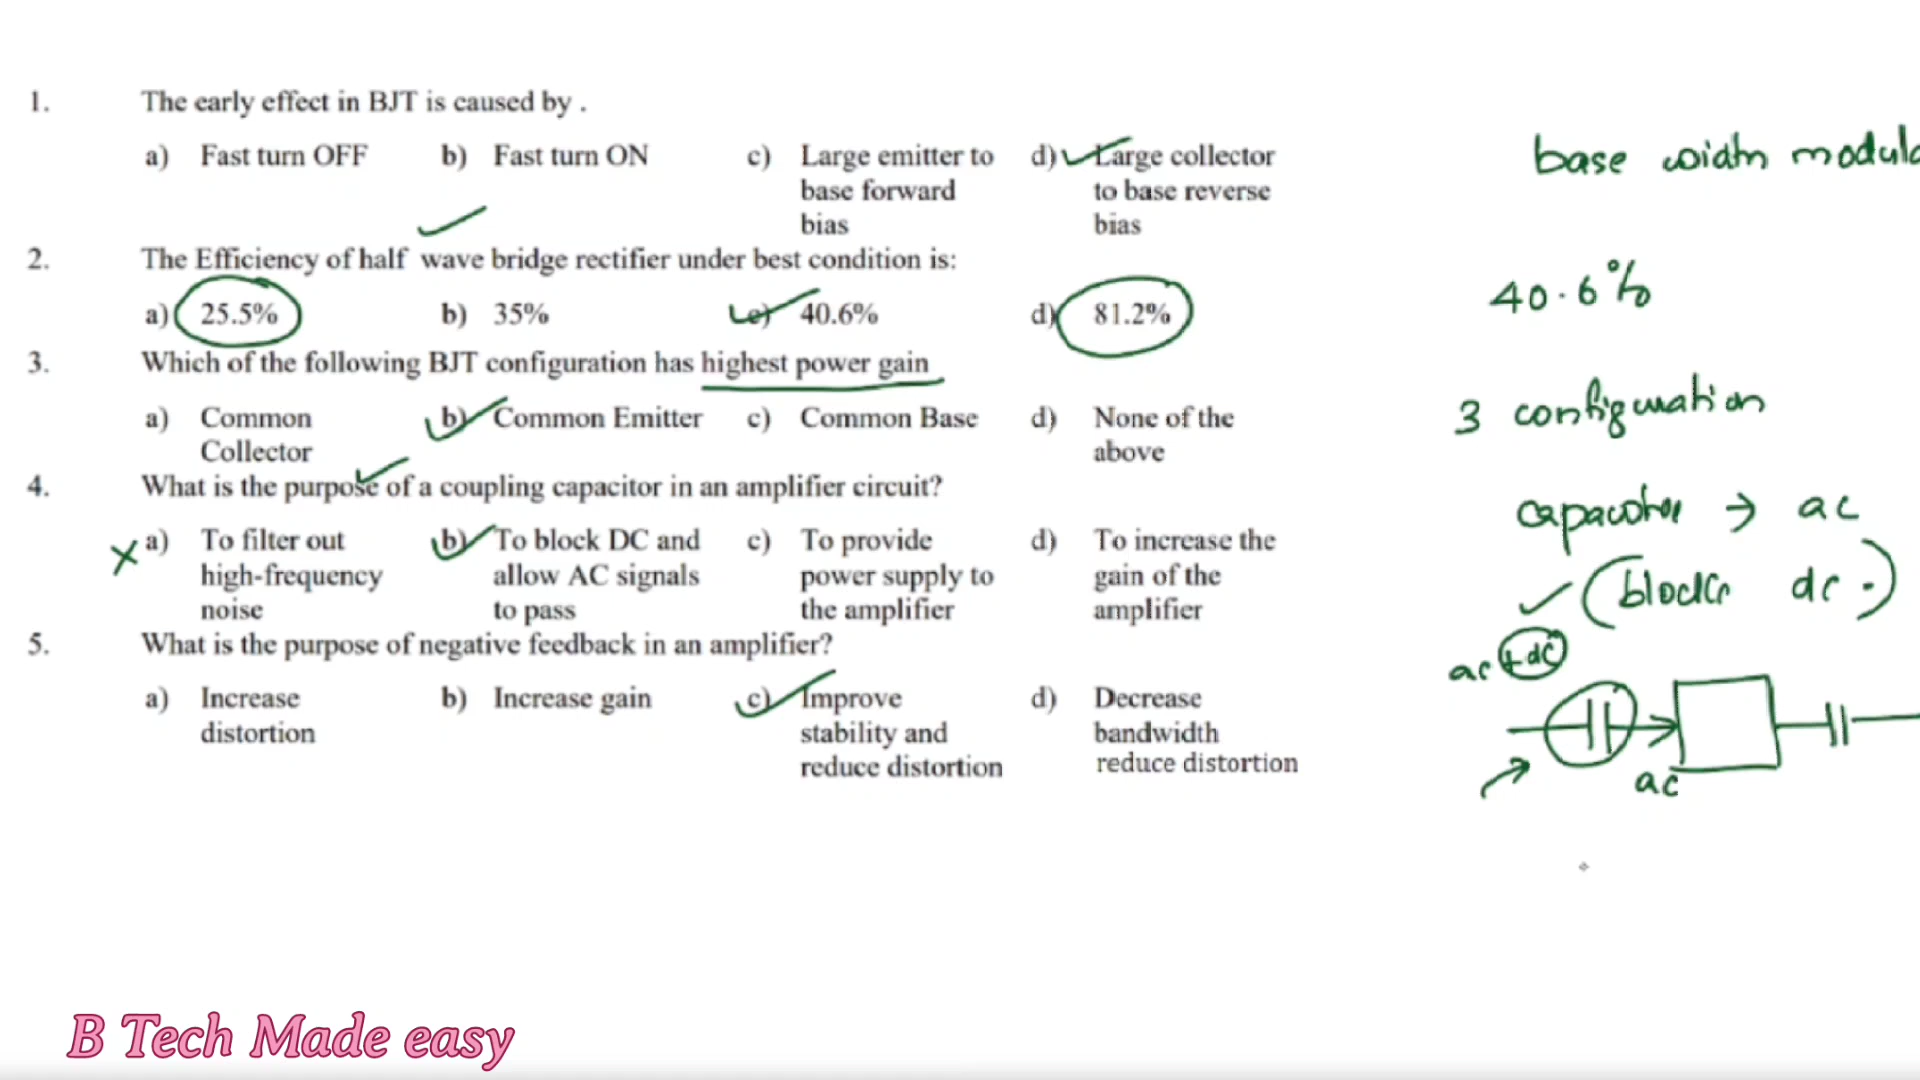 1. The early effect in BJT is caused by .
a) Fast turn OFF b) Fast turn ON c) Large emitter to base forward bias d) Large collector to base reverse bias
2. The Efficiency of half wave bridge rectifier under best condition is:
a) 25.5% b) 35% c) 40.6% d) 81.2%
3. Which of the following BJT configuration has highest power gain
a) Common Collector b) Common Emitter c) Common Base d) None of the above
4. What is the purpose of a coupling capacitor in an amplifier circuit?
a) To filter out high-frequency noise b) To block DC and allow AC signals to pass c) To provide power supply to the amplifier d) To increase the gain of the amplifier
5. What is the purpose of negative feedback in an amplifier?
a) Increase distortion b) Increase gain c) Improve stability and reduce distortion d) Decrease bandwidth reduce distortion
base width
40.6%
3 configuration
capacitor → ac
(blocks dc.)
ac + dc
ac
B Tech Made easy